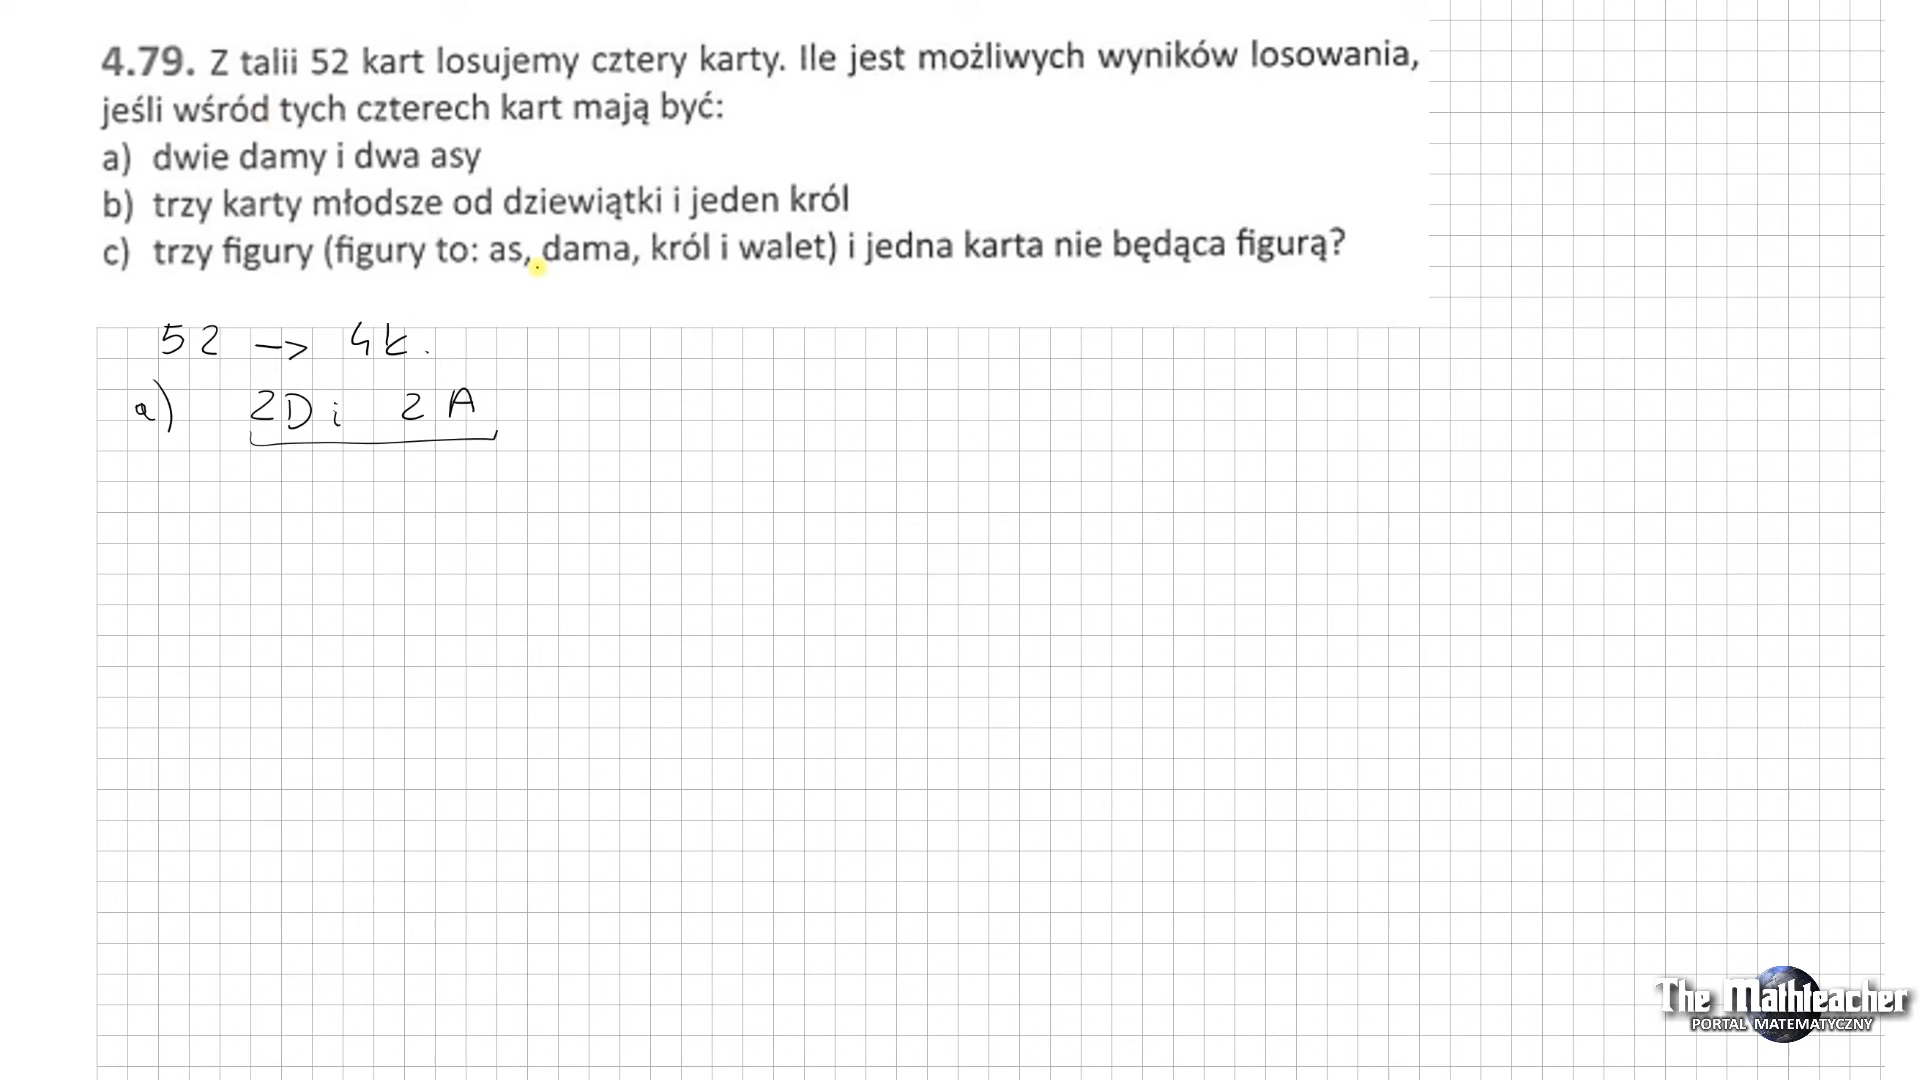 4.79. Z talii 52 kart losujemy cztery karty. Ile jest możliwych wyników losowania,
jeśli wśród tych czterech kart mają być:
a) dwie damy i dwa asy
b) trzy karty młodsze od dziewiątki i jeden król
c) trzy figury (figury to: as, dama, król i walet) i jedna karta nie będąca figurą?
52 -> 4k.
a) 2D i 2 A
The Mathteacher
PORTAL MATEMATYCZNY